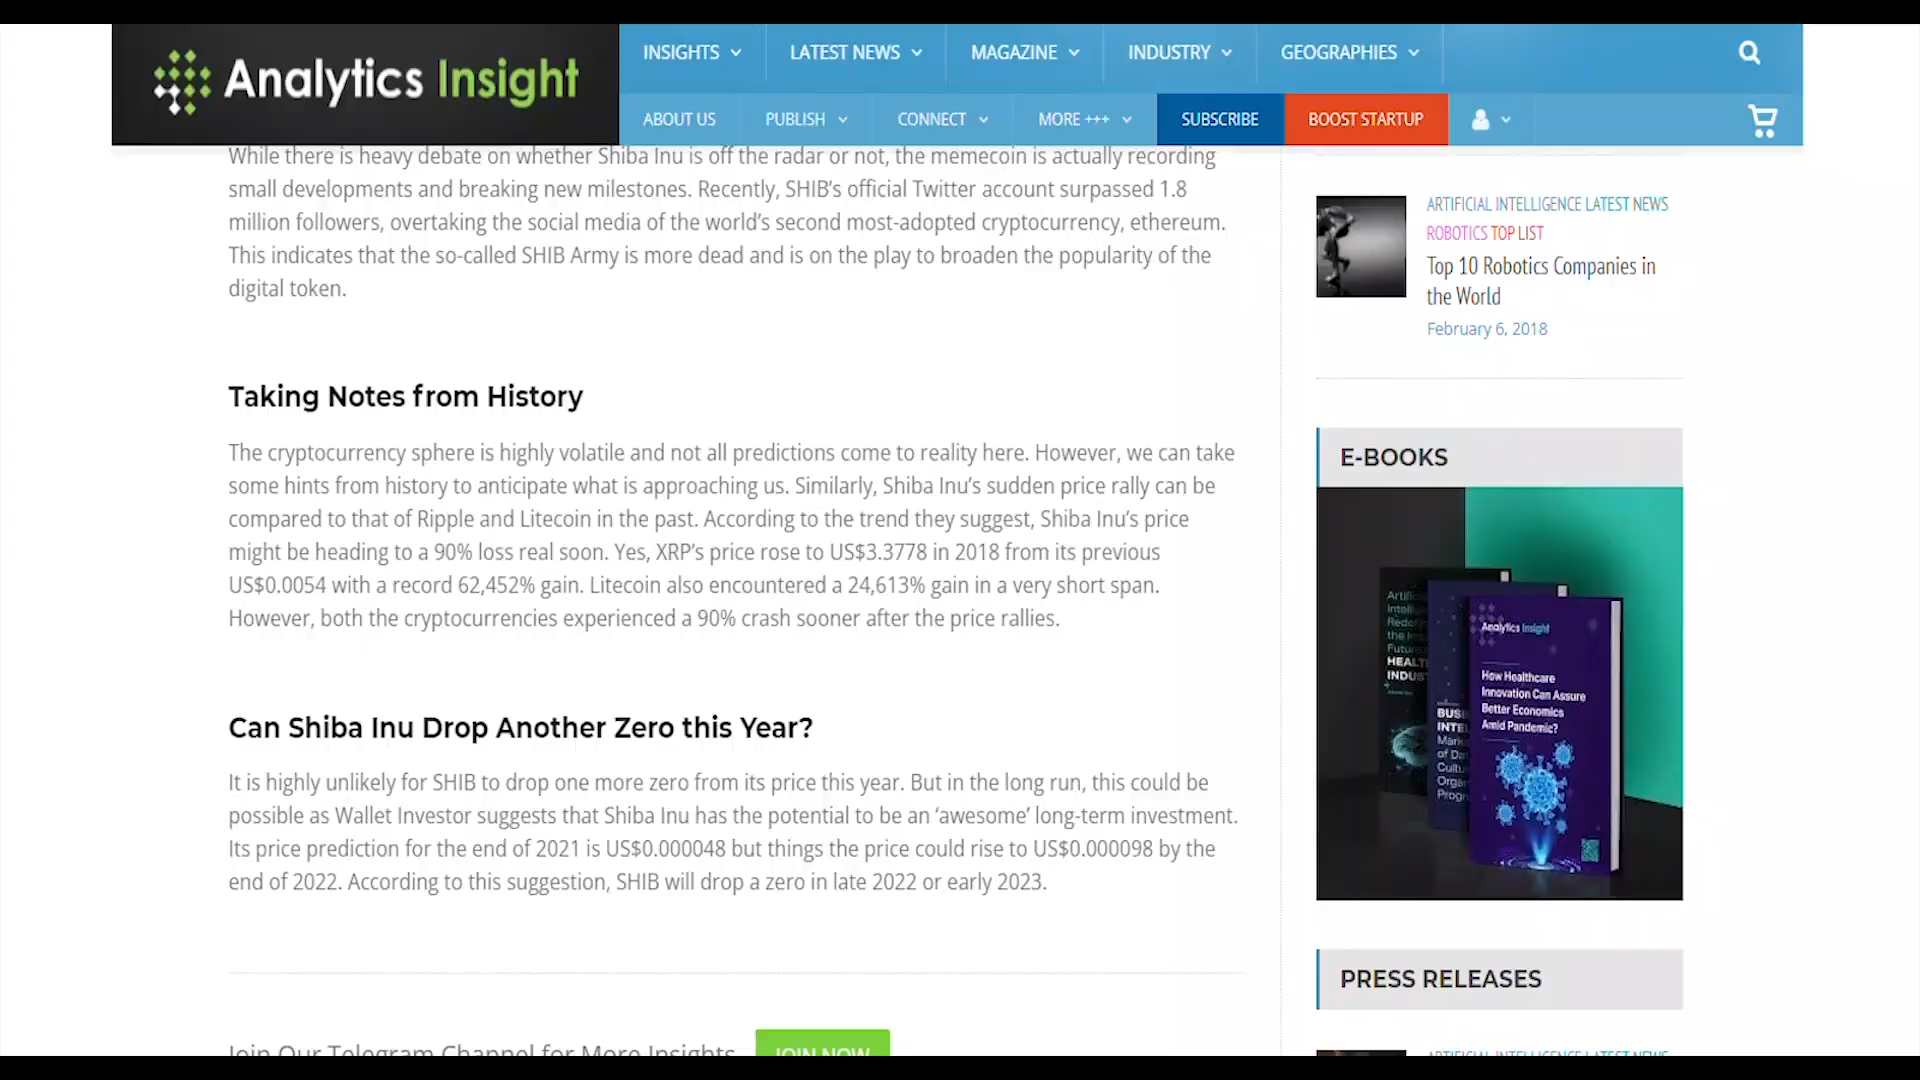 Analytics Insight
INSIGHTS
LATEST NEWS
MAGAZINE
INDUSTRY
GEOGRAPHIES
ABOUT US
PUBLISH
CONNECT
MORE +++
SUBSCRIBE
BOOST STARTUP
While there is heavy debate on whether Shiba Inu is off the radar or not, the memecoin is actually recording
small developments and breaking new milestones. Recently, SHIB’s official Twitter account surpassed 1.8
million followers, overtaking the social media of the world’s second most-adopted cryptocurrency, ethereum.
This indicates that the so-called SHIB Army is more dead and is on the play to broaden the popularity of the
digital token.
Taking Notes from History
The cryptocurrency sphere is highly volatile and not all predictions come to reality here. However, we can take
some hints from history to anticipate what is approaching us. Similarly, Shiba Inu’s sudden price rally can be
compared to that of Ripple and Litecoin in the past. According to the trend they suggest, Shiba Inu’s price
might be heading to a 90% loss real soon. Yes, XRP’s price rose to US$3.3778 in 2018 from its previous
US$0.0054 with a record 62,452% gain. Litecoin also encountered a 24,613% gain in a very short span.
However, both the cryptocurrencies experienced a 90% crash sooner after the price rallies.
Can Shiba Inu Drop Another Zero this Year?
It is highly unlikely for SHIB to drop one more zero from its price this year. But in the long run, this could be
possible as Wallet Investor suggests that Shiba Inu has the potential to be an ‘awesome’ long-term investment.
Its price prediction for the end of 2021 is US$0.000048 but things the price could rise to US$0.000098 by the
end of 2022. According to this suggestion, SHIB will drop a zero in late 2022 or early 2023.
Join Our Telegram Channel for More Insights
JOIN NOW
ARTIFICIAL INTELLIGENCE LATEST NEWS
ROBOTICS TOP LIST
Top 10 Robotics Companies in
the World
February 6, 2018
E-BOOKS
HEALT
INDUS
Analytics Insight
How Healthcare
Innovation Can Assure
Better Economics
Amid Pandemic?
PRESS RELEASES
ARTIFICIAL INTELLIGENCE LATEST NEWS